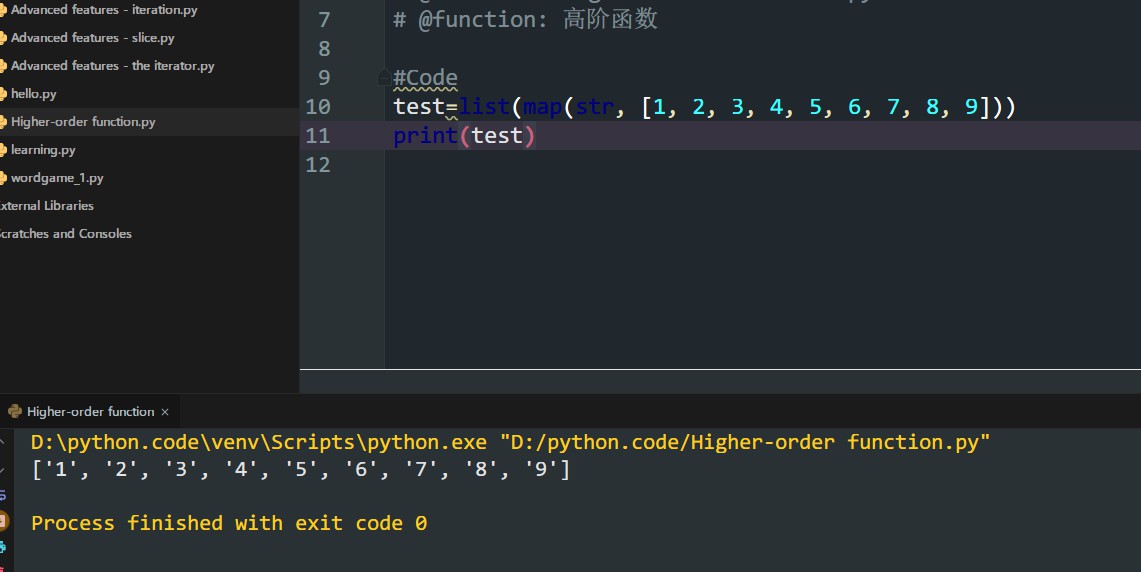 Advanced features - iteration.py
Advanced features - slice.py
Advanced features - the iterator.py
hello.py
Higher-order function.py
learning.py
wordgame_1.py
xternal Libraries
cratches and Consoles
7 # @function: 高阶函数
8
9 #Code
10 test=list(map(str, [1, 2, 3, 4, 5, 6, 7, 8, 9]))
11 print(test)
12
Higher-order function ×
D:\python.code\venv\Scripts\python.exe "D:/python.code/Higher-order function.py"
['1', '2', '3', '4', '5', '6', '7', '8', '9']
Process finished with exit code 0